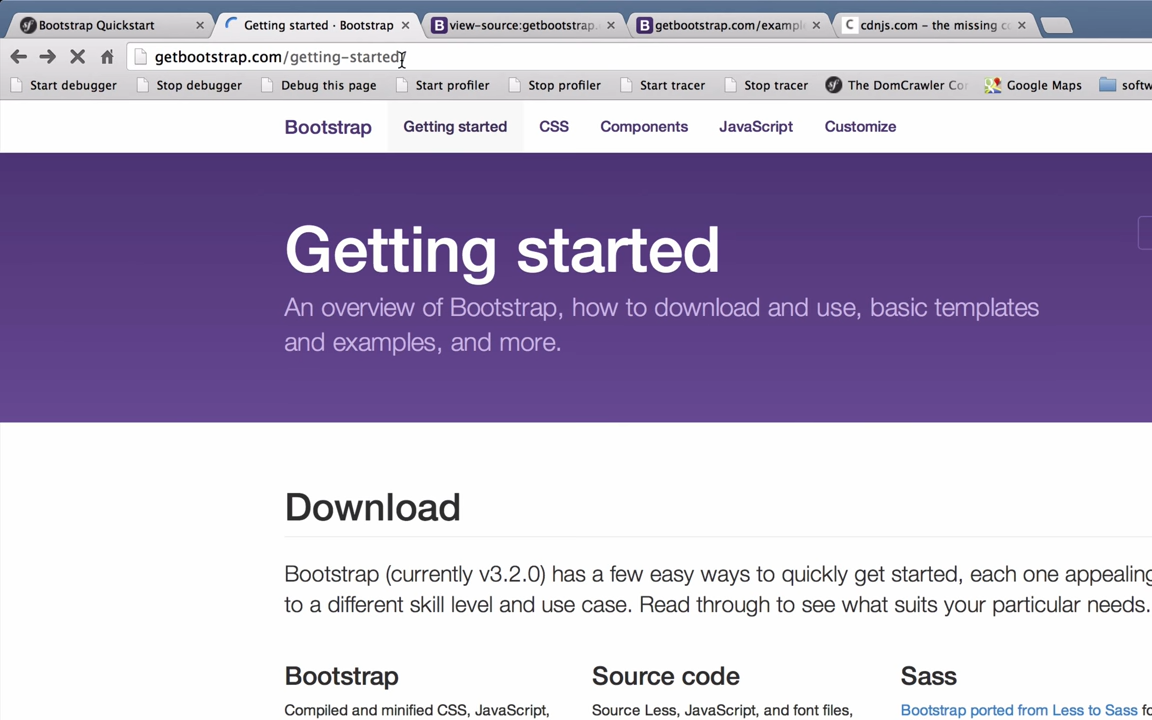 Bootstrap Quickstart
Getting started · Bootstrap
view-source:getbootstrap.
getbootstrap.com/exampl
cdnjs.com – the missing c
getbootstrap.com/getting-started/
Start debugger
Stop debugger
Debug this page
Start profiler
Stop profiler
Start tracer
Stop tracer
The DomCrawler Co
Google Maps
softw
Bootstrap
Getting started
CSS
Components
JavaScript
Customize
Getting started
An overview of Bootstrap, how to download and use, basic templates
and examples, and more.
Download
Bootstrap (currently v3.2.0) has a few easy ways to quickly get started, each one appealing
to a different skill level and use case. Read through to see what suits your particular needs.
Bootstrap
Source code
Sass
Compiled and minified CSS, JavaScript,
Source Less, JavaScript, and font files,
Bootstrap ported from Less to Sass fo